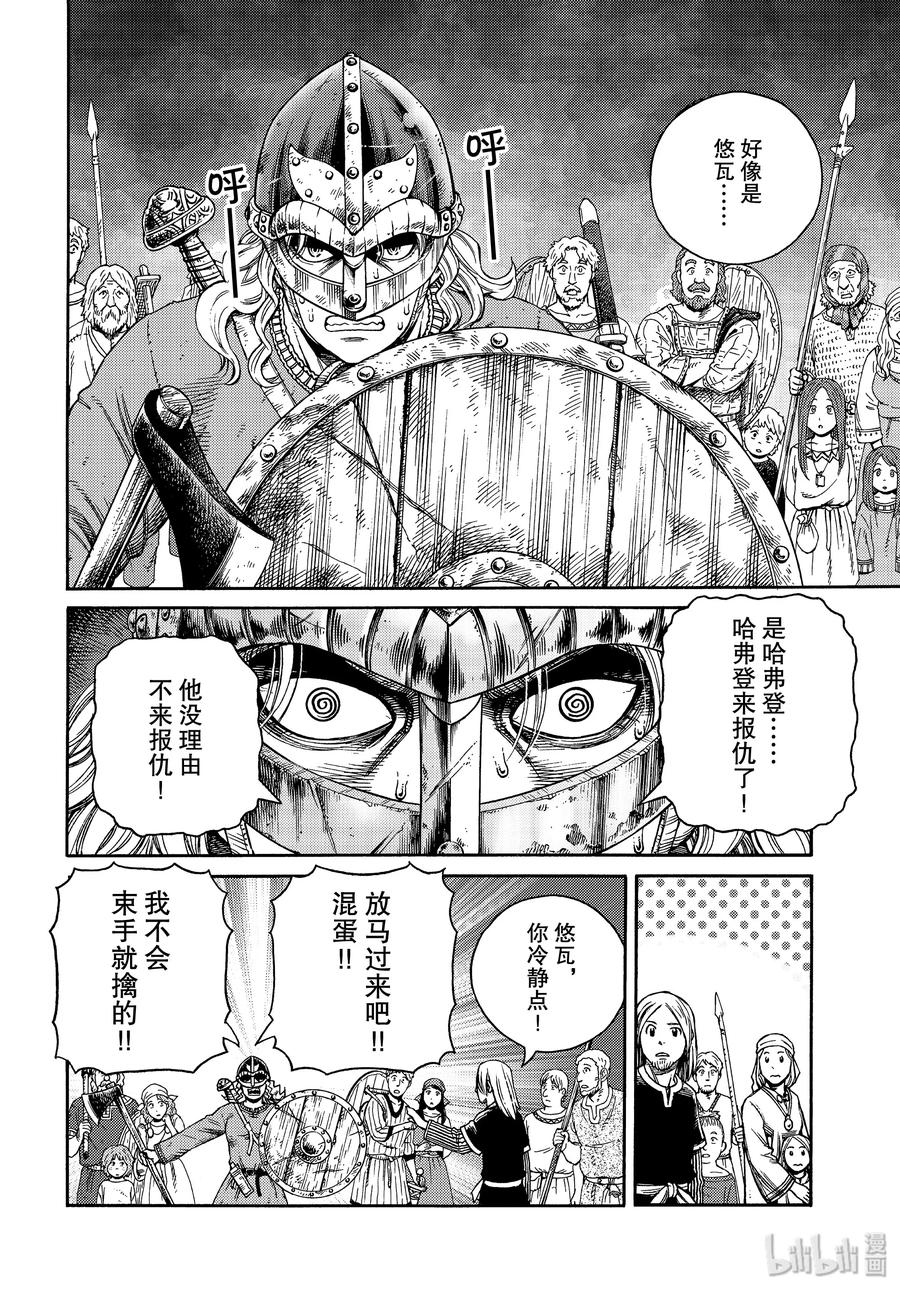 好像是
悠瓦……
呼——
呼——
是哈弗登……
哈弗登来报仇了！
他没理由
不来报仇！
悠瓦，
你冷静点！
放马过来吧!!
混蛋!!
我不会
束手就擒的!!
bilibili漫画